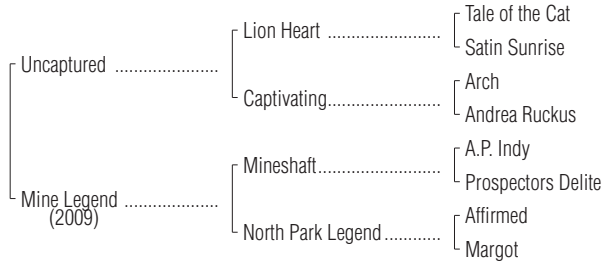 Tale of the Cat
Lion Heart ....................
Satin Sunrise
Uncaptured ....................
Arch
Captivating....................
Andrea Ruckus
A.P. Indy
Mineshaft......................
Prospectors Delite
Mine Legend ..................
(2009)
Affirmed
North Park Legend............
Margot